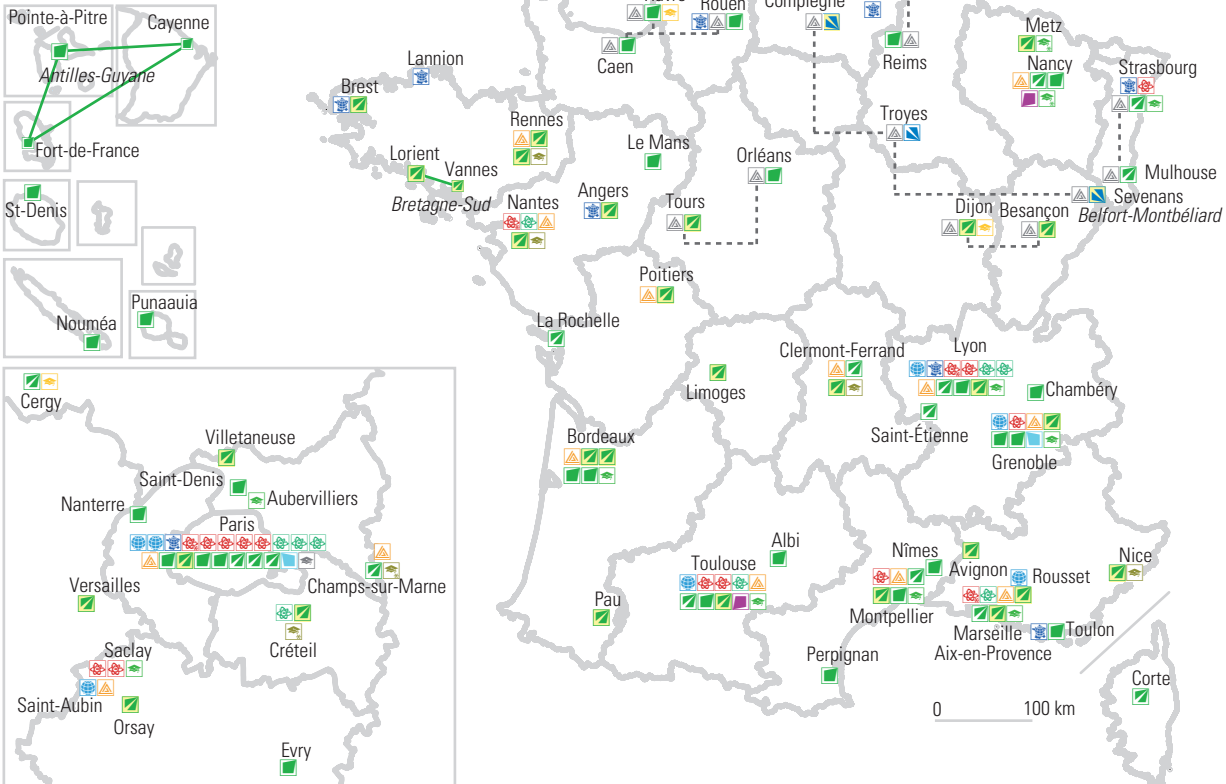 Pointe-à-Pitre
Cayenne
Antilles-Guyane
Fort-de-France
St-Denis
Punaauia
Nouméa
Rouen
Compiègne
Caen
Reims
Metz
Nancy
Strasbourg
Lannion
Brest
Rennes
Le Mans
Orléans
Troyes
Mulhouse
Sevenans
Belfort-Montbéliard
Lorient
Vannes
Bretagne-Sud
Nantes
Angers
Tours
Dijon
Besançon
Poitiers
La Rochelle
Limoges
Clermont-Ferrand
Lyon
Chambéry
Saint-Étienne
Grenoble
Bordeaux
Albi
Toulouse
Pau
Perpignan
Nîmes
Montpellier
Avignon
Rousset
Nice
Marseille
Aix-en-Provence
Toulon
Corte
0
100 km
Cergy
Villetaneuse
Saint-Denis
Aubervilliers
Nanterre
Paris
Champs-sur-Marne
Versailles
Créteil
Saclay
Saint-Aubin
Orsay
Evry